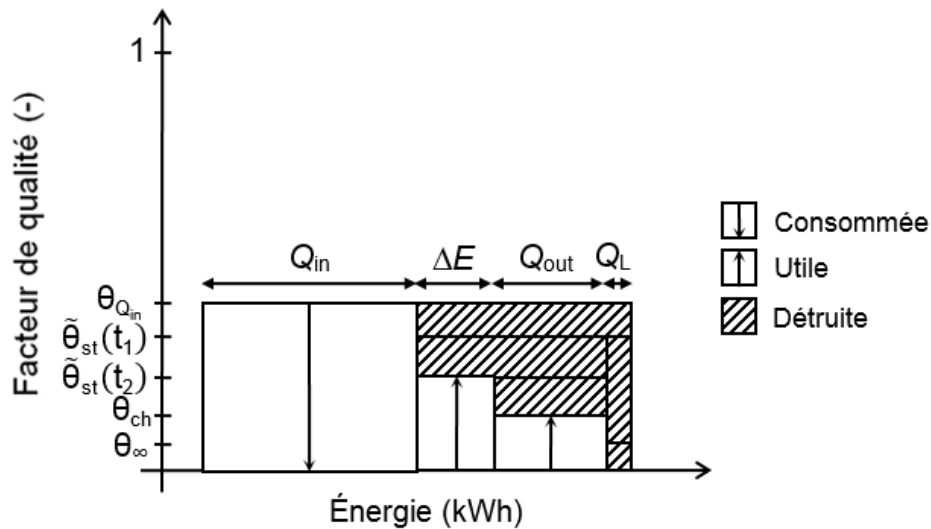 Facteur de qualité (-)
1
Q_in
ΔE
Q_out
Q_L
θ_Q_in
θ̃_st(t_1)
θ̃_st(t_2)
θ_ch
θ_∞
Énergie (kWh)
Consommée
Utile
Détruite